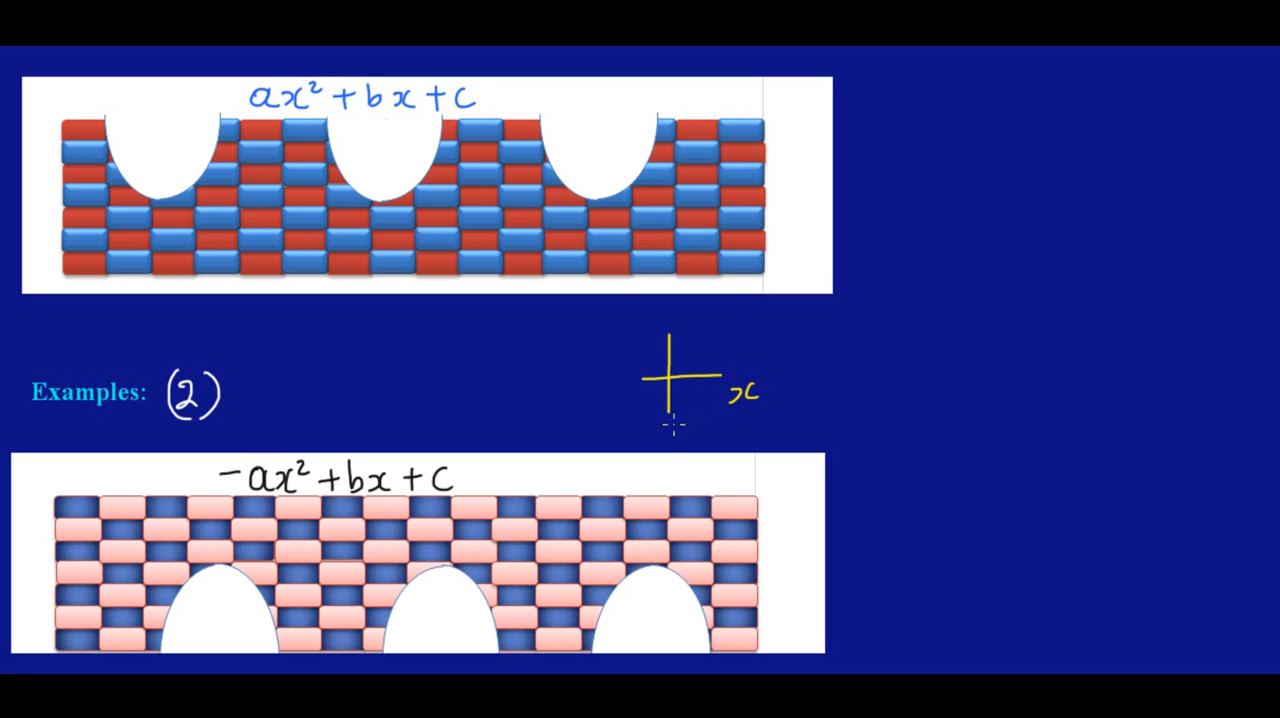 ax² + bx + c
Examples: (2)
x
-ax² + bx + c